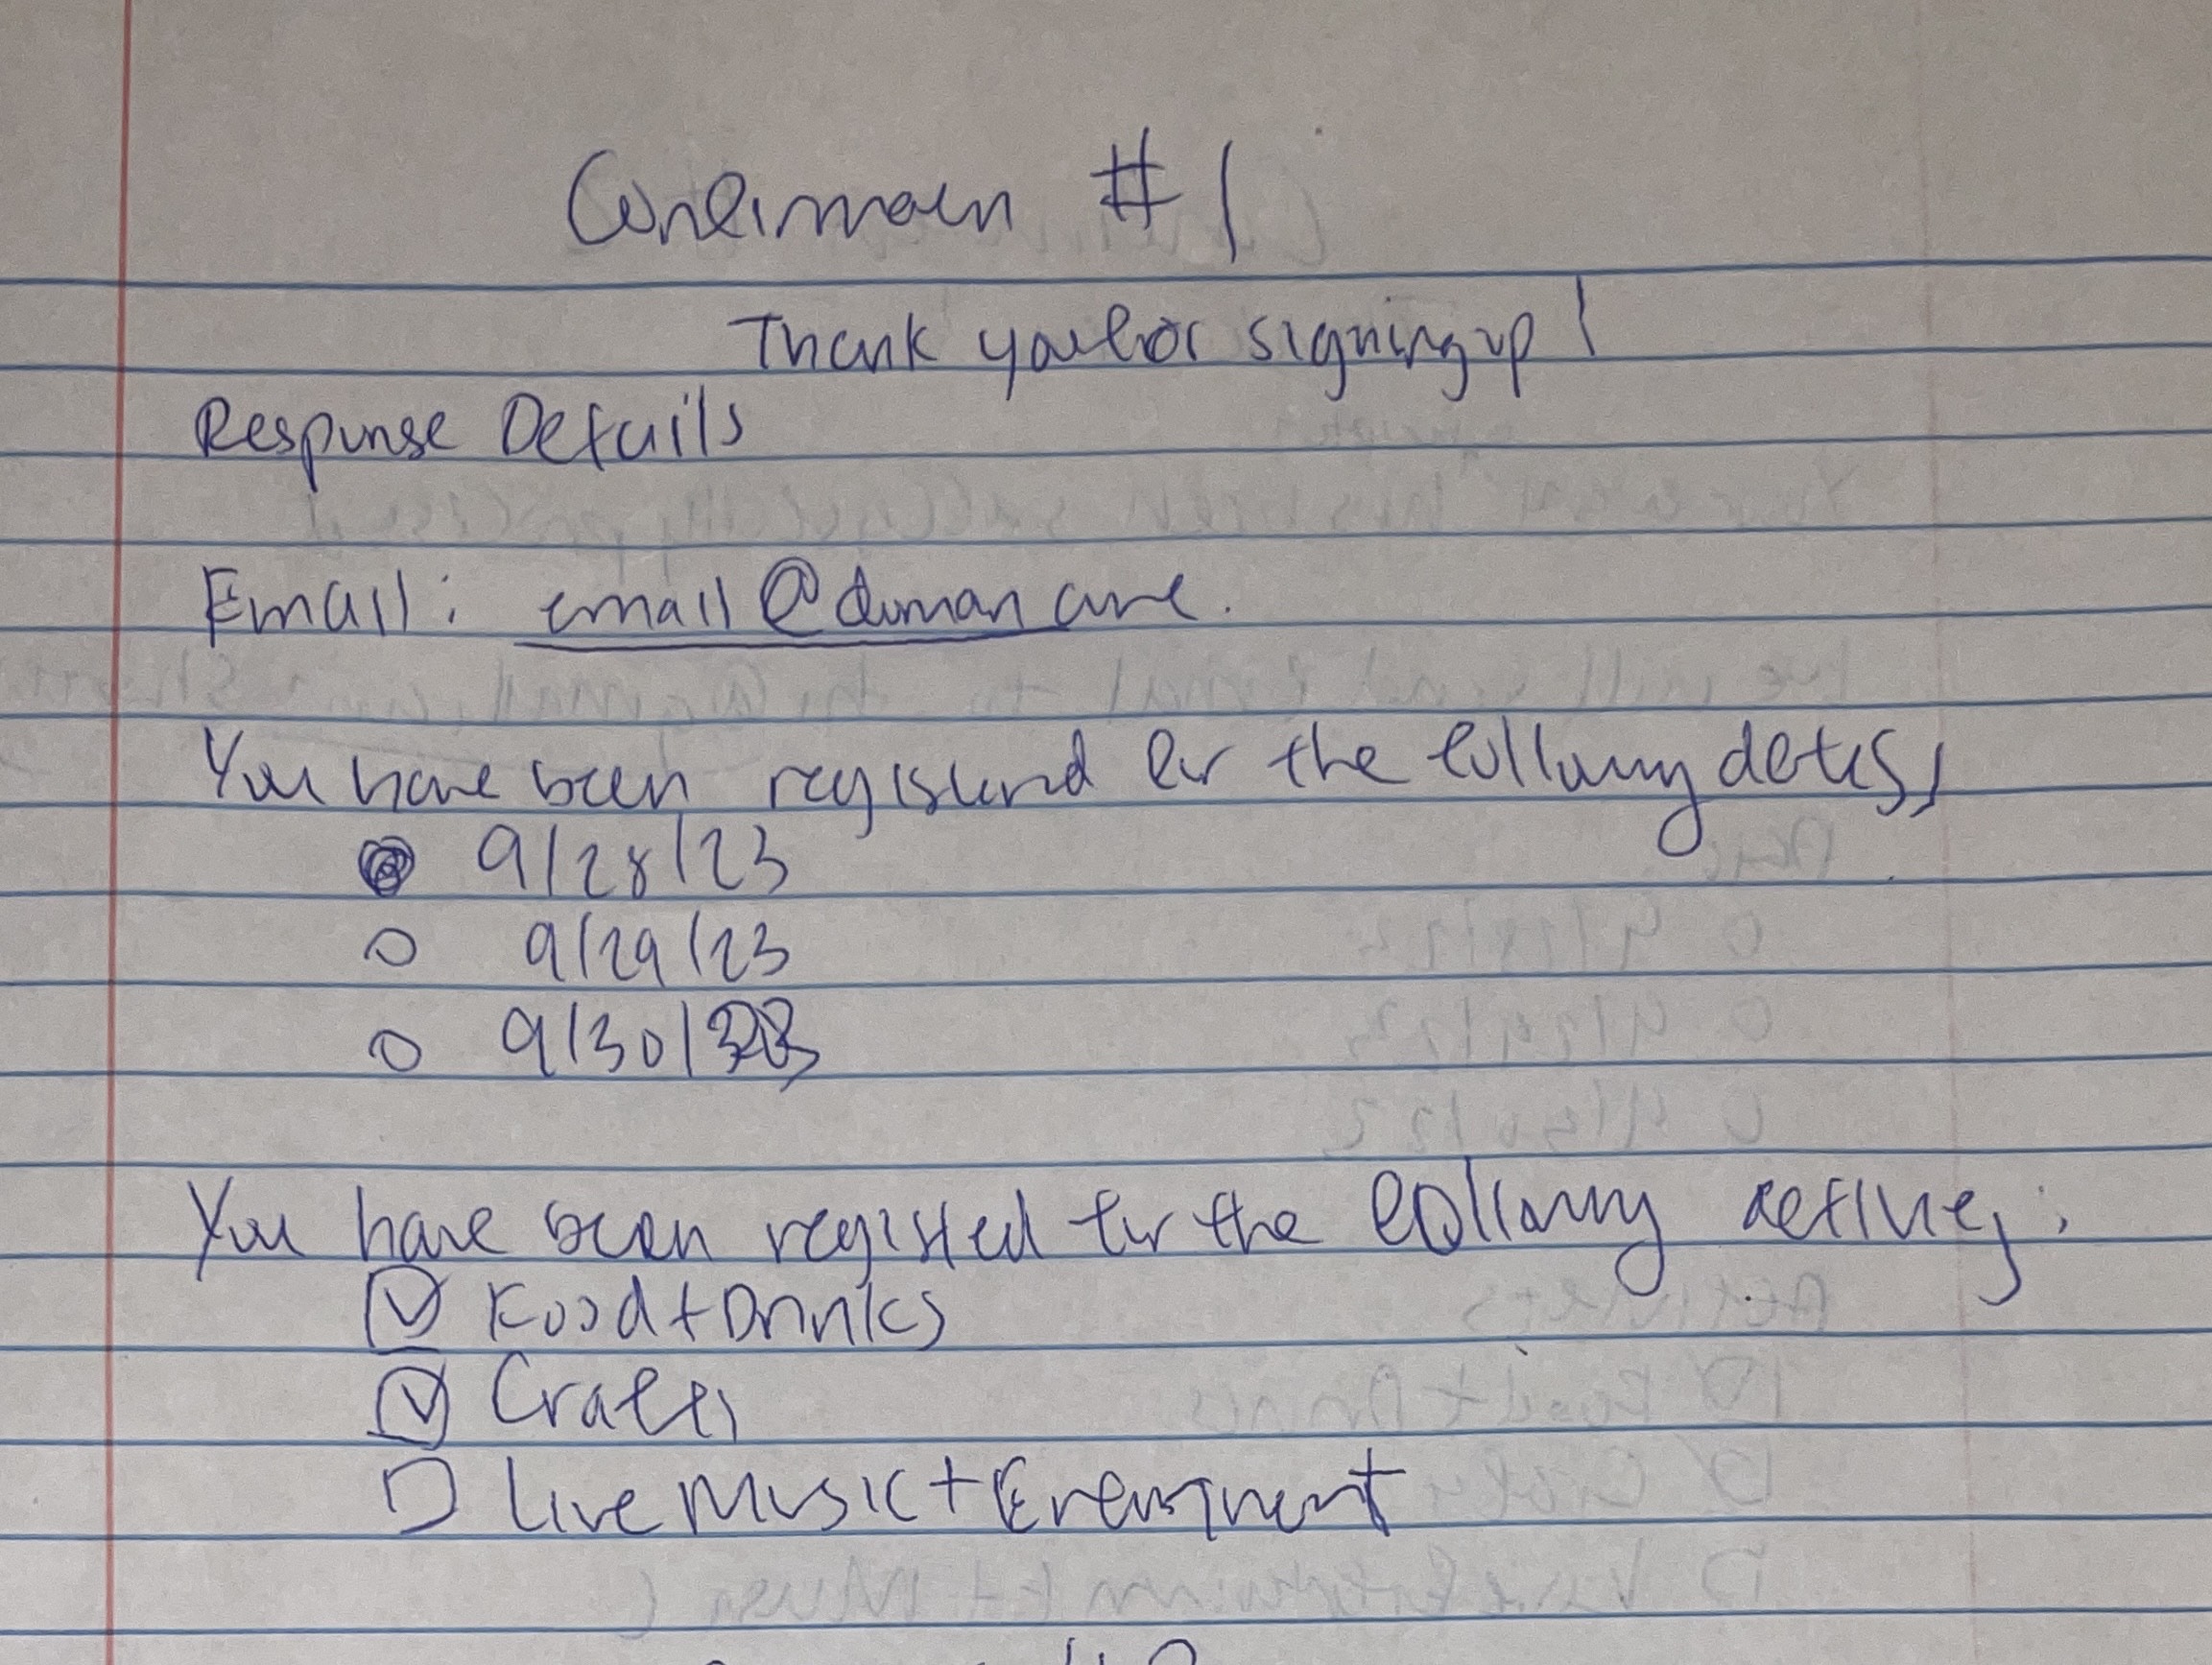 Confirmation #1
Thank you for signing up!
Response Details
Email: email@domain.com
You have been registered for the following dates:
9/28/23
9/29/23
9/30/23
You have been registered for the following activity:
Food + Drinks
Crafts
Live Music + Entertainment